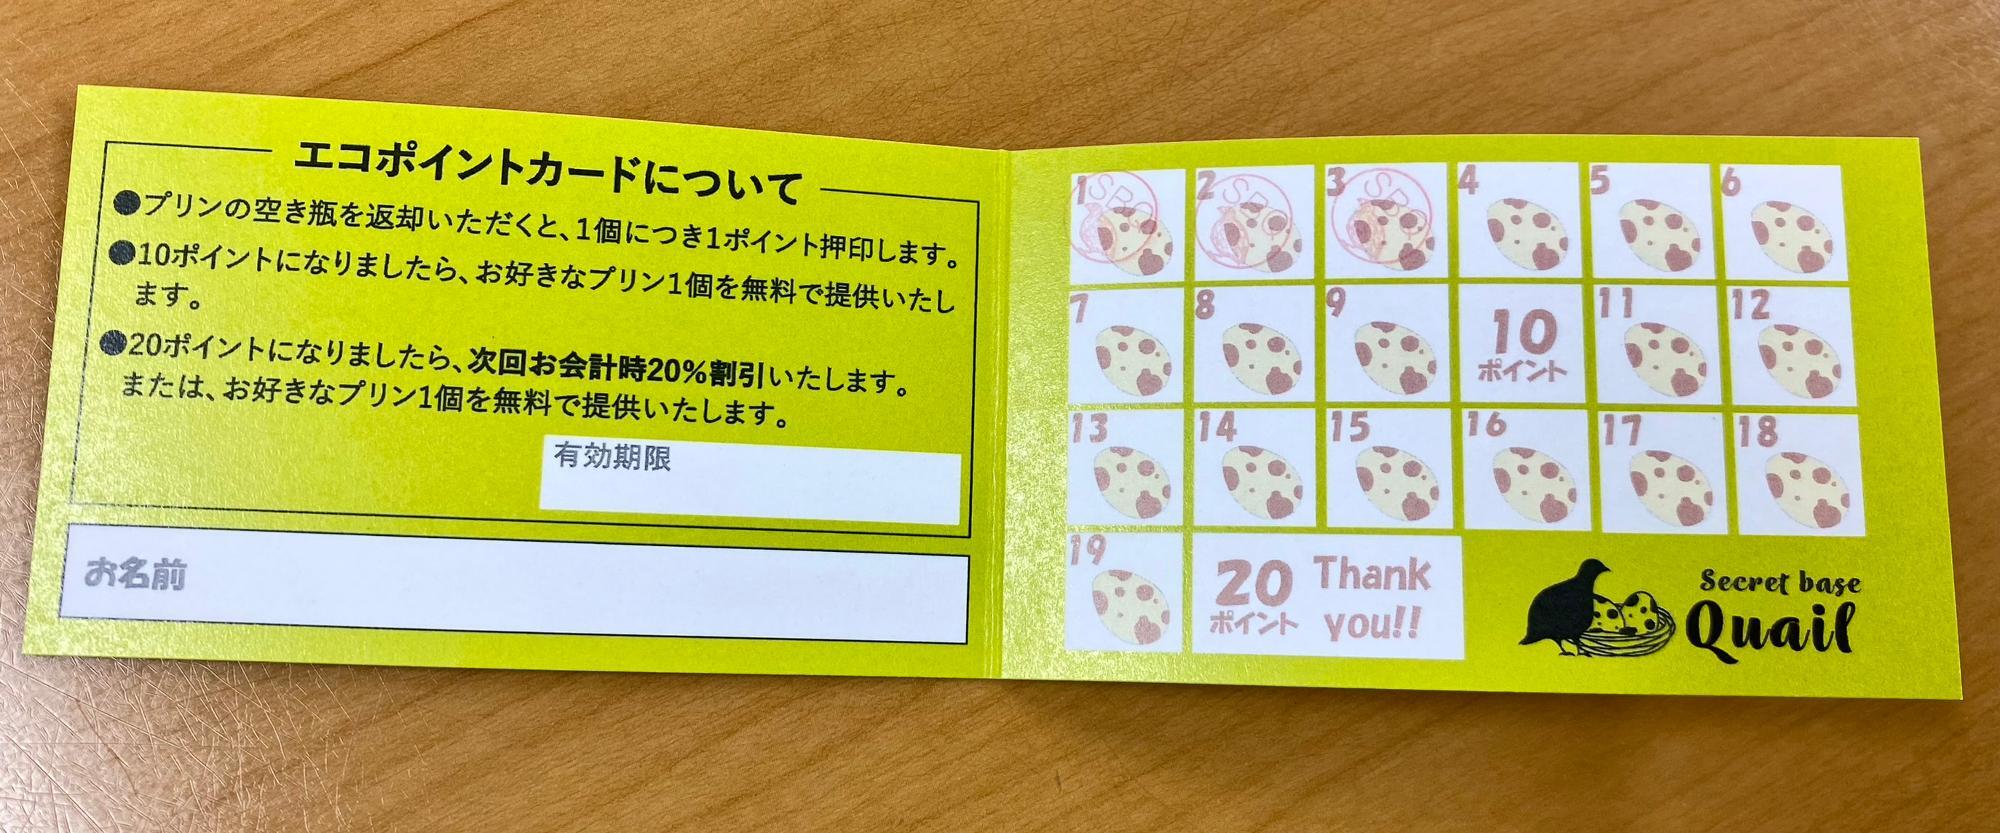 エコポイントカードについて
●プリンの空き瓶を返却いただくと、1個につき1ポイント押印します。
●10ポイントになりましたら、お好きなプリン1個を無料で提供いたし
ます。
●20ポイントになりましたら、次回お会計時20%割引いたします。
または、お好きなプリン1個を無料で提供いたします。
有効期限
お名前
1 2 3 4 5 6
7 8 9 10 11 12
ポイント
13 14 15 16 17 18
19 20 Thank
ポイント you!!
Secret base
Quail